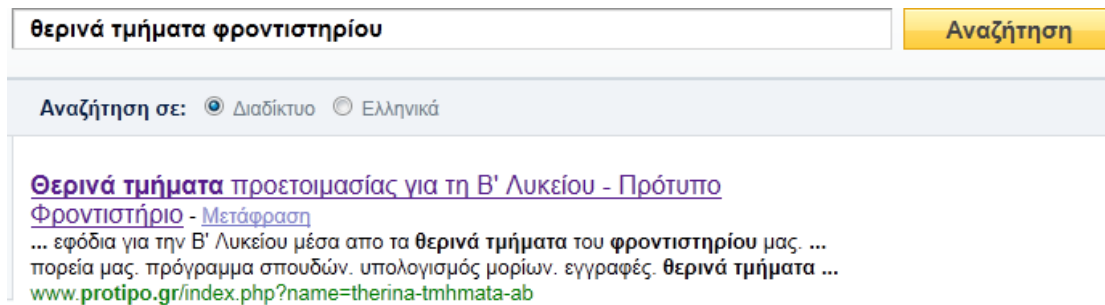 θερινά τμήματα φροντιστηρίου
Αναζήτηση
Αναζήτηση σε: Διαδίκτυο Ελληνικά
Θερινά τμήματα προετοιμασίας για τη Β' Λυκείου - Πρότυπο
Φροντιστήριο - Μετάφραση
... εφόδια για την Β' Λυκείου μέσα απο τα θερινά τμήματα του φροντιστηρίου μας. ...
πορεία μας. πρόγραμμα σπουδών. υπολογισμός μορίων. εγγραφές. θερινά τμήματα ...
www.protipo.gr/index.php?name=therina-tmhmata-ab